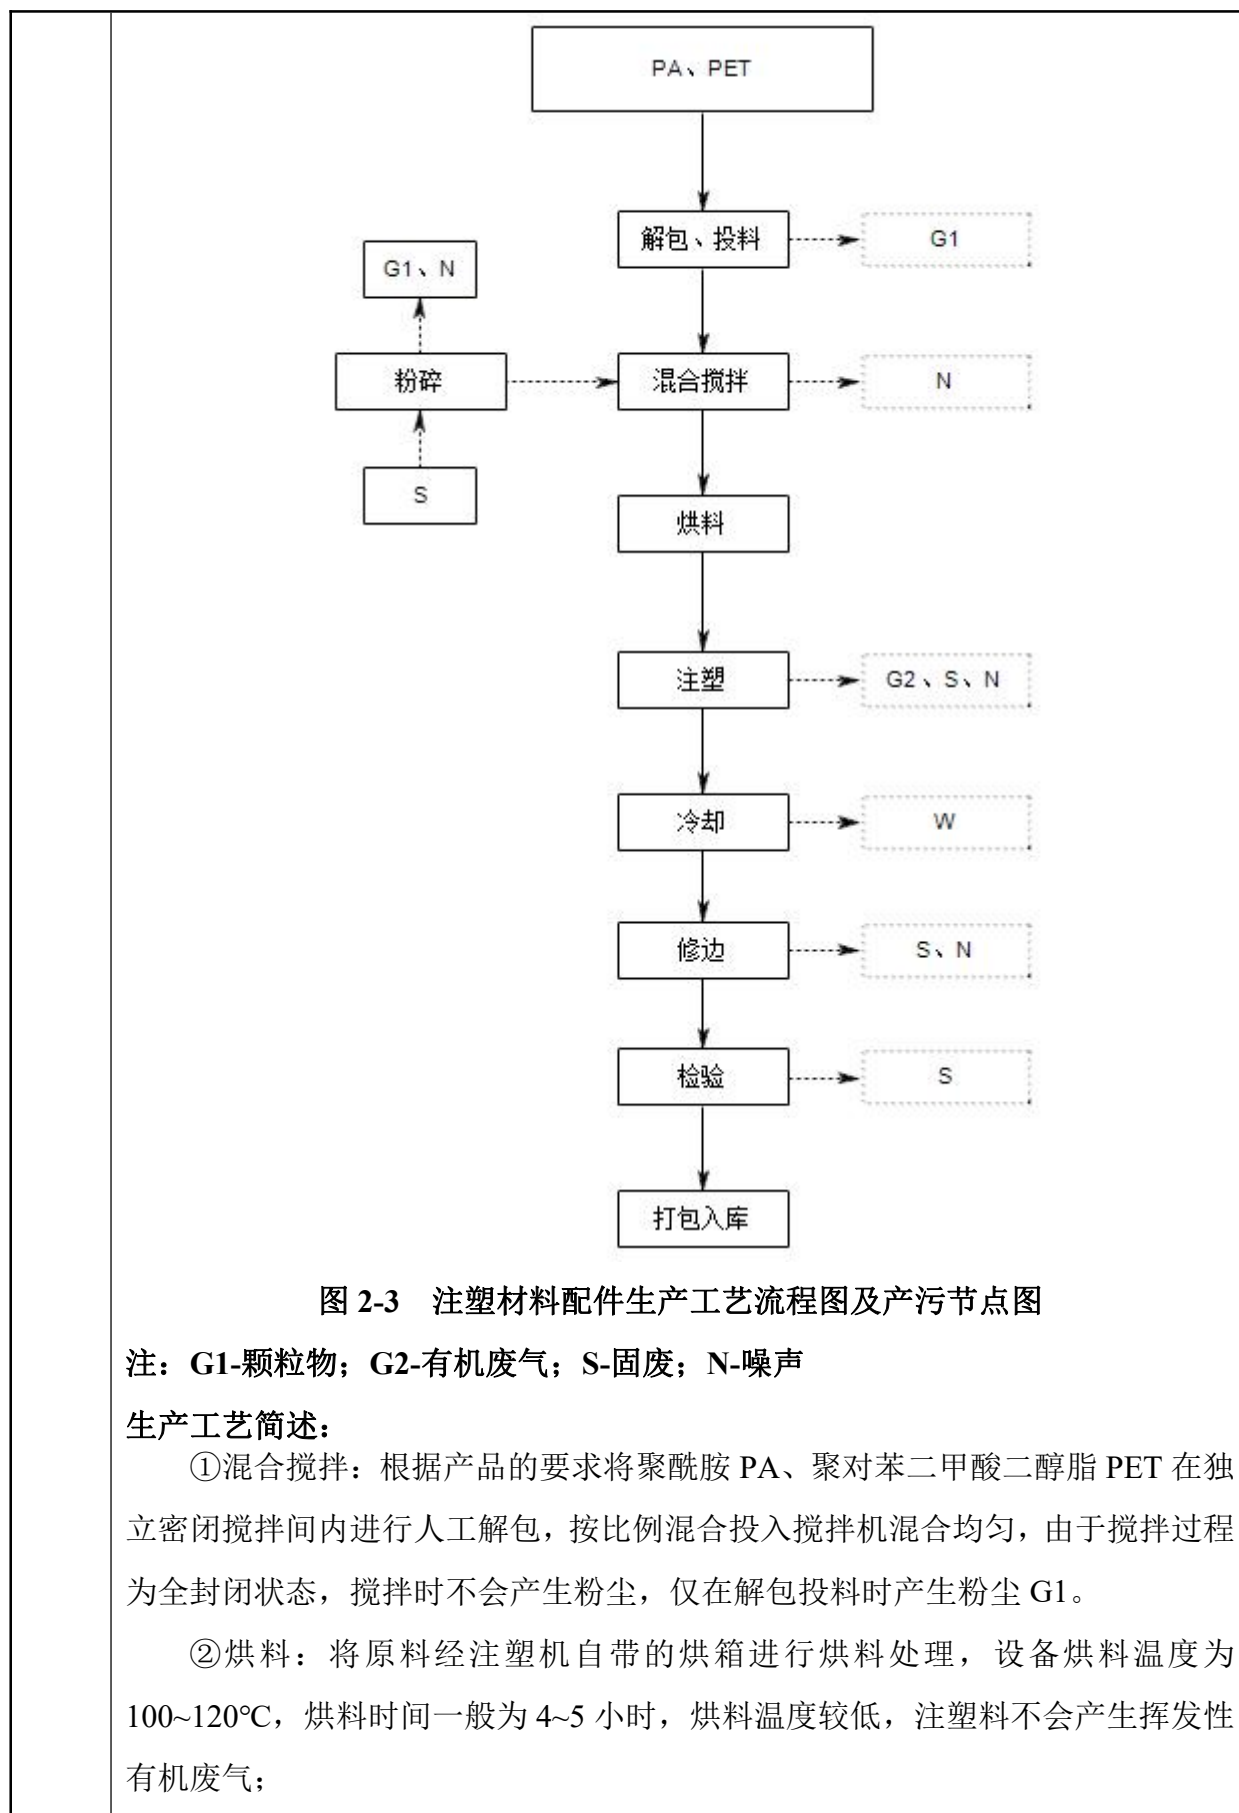 PA、PET
解包、投料
G1
G1、N
粉碎
混合搅拌
N
S
烘料
注塑
G2、S、N
冷却
W
修边
S、N
检验
S
打包入库
图 2-3 注塑材料配件生产工艺流程图及产污节点图
注：G1-颗粒物；G2-有机废气；S-固废；N-噪声
生产工艺简述：
①混合搅拌：根据产品的要求将聚酰胺 PA、聚对苯二甲酸二醇脂 PET 在独
立密闭搅拌间内进行人工解包，按比例混合投入搅拌机混合均匀，由于搅拌过程
为全封闭状态，搅拌时不会产生粉尘，仅在解包投料时产生粉尘 G1。
②烘料：将原料经注塑机自带的烘箱进行烘料处理，设备烘料温度为
100~120℃，烘料时间一般为 4~5 小时，烘料温度较低，注塑料不会产生挥发性
有机废气；